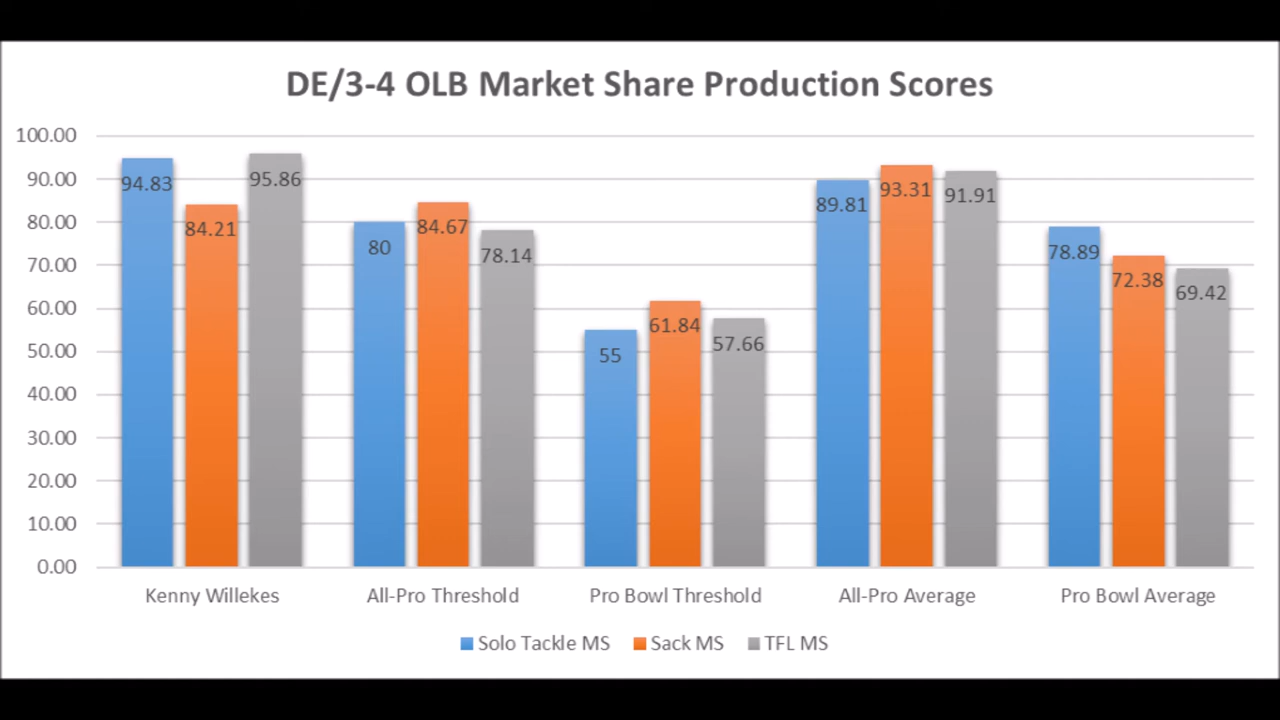 DE/3-4 OLB Market Share Production Scores
100.00
90.00
80.00
70.00
60.00
50.00
40.00
30.00
20.00
10.00
0.00
94.83
84.21
95.86
80
84.67
78.14
55
61.84
57.66
89.81
93.31
91.91
78.89
72.38
69.42
Kenny Willekes
All-Pro Threshold
Pro Bowl Threshold
All-Pro Average
Pro Bowl Average
Solo Tackle MS
Sack MS
TFL MS